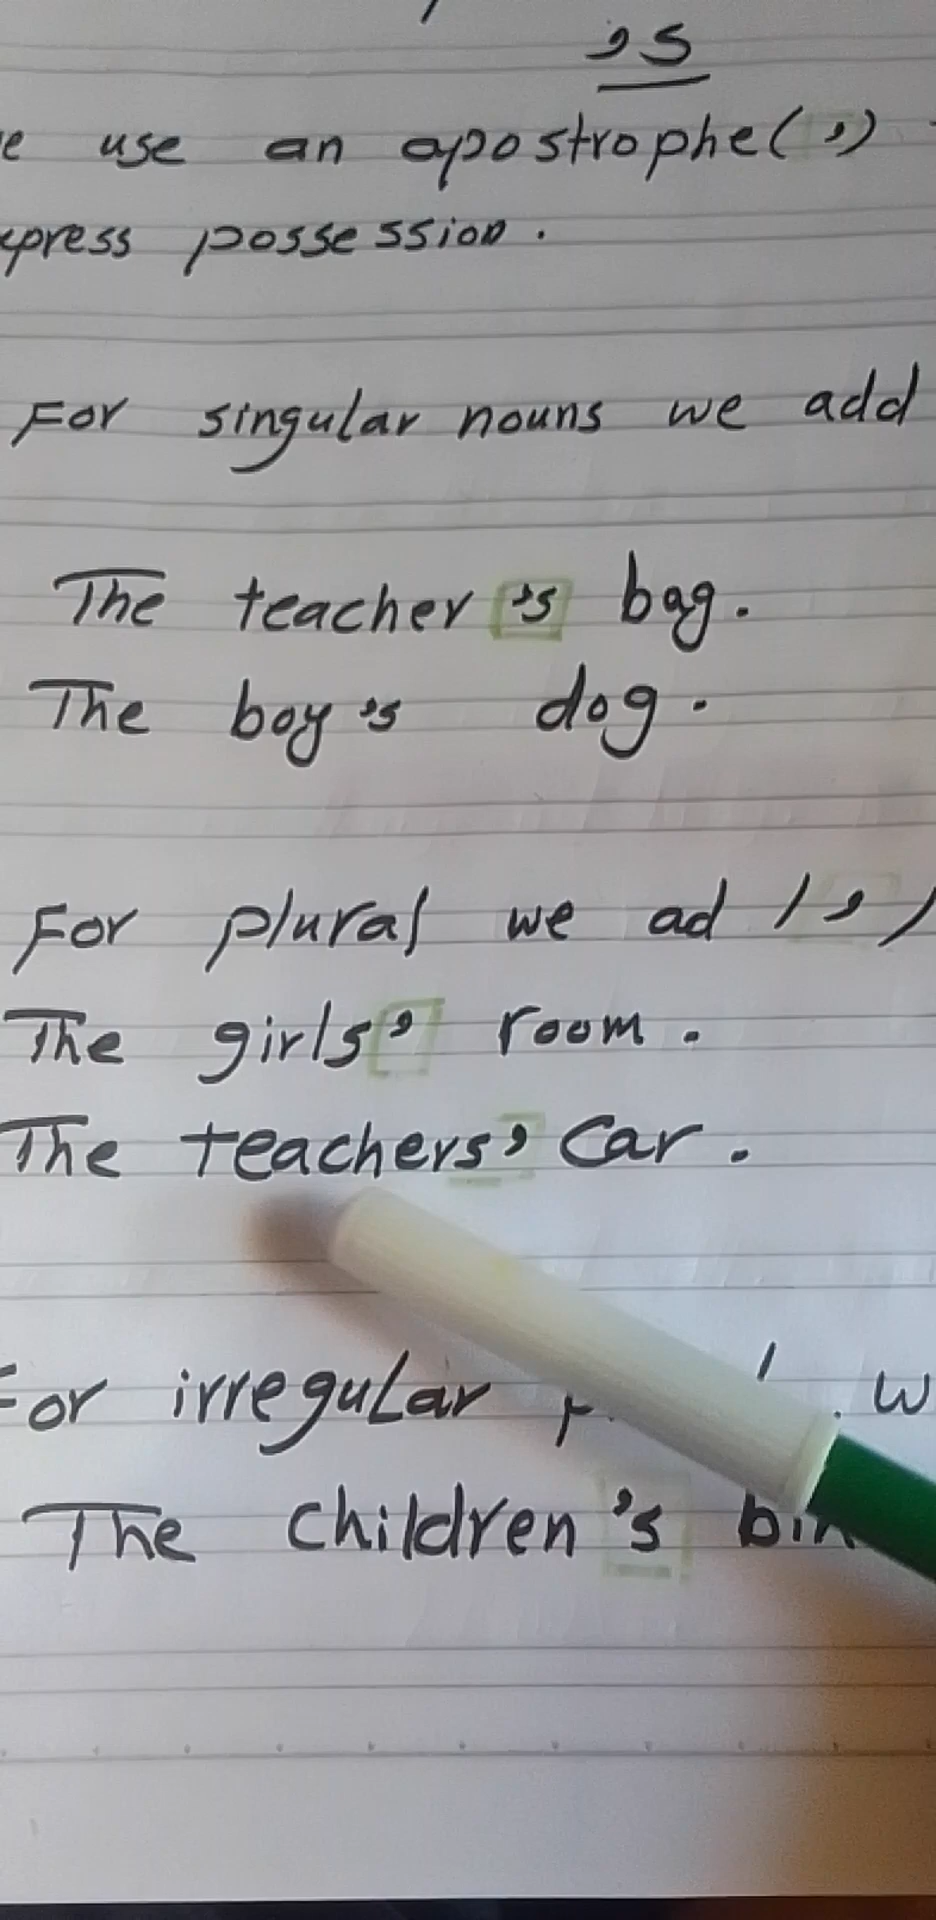 's
e use an apostrophe(')
xpress possession.
For singular nouns we add
The teacher's bag.
The boy's dog.
For plural we ad (')
The girls' room.
The teachers' car.
For irregular w
The children's